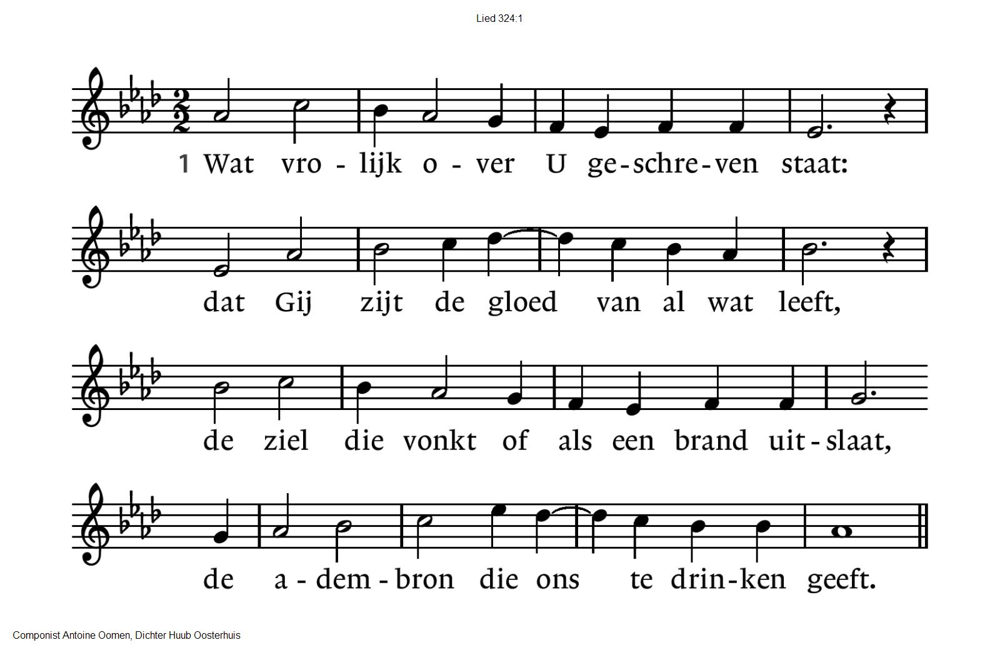 Lied 324:1
1 Wat vro - lijk o - ver U ge - schre - ven staat:
dat Gij zijt de gloed van al wat leeft,
de ziel die vonkt of als een brand uit - slaat,
de a - dem - bron die ons te drin - ken geeft.
Componist Antoine Oomen, Dichter Huub Oosterhuis